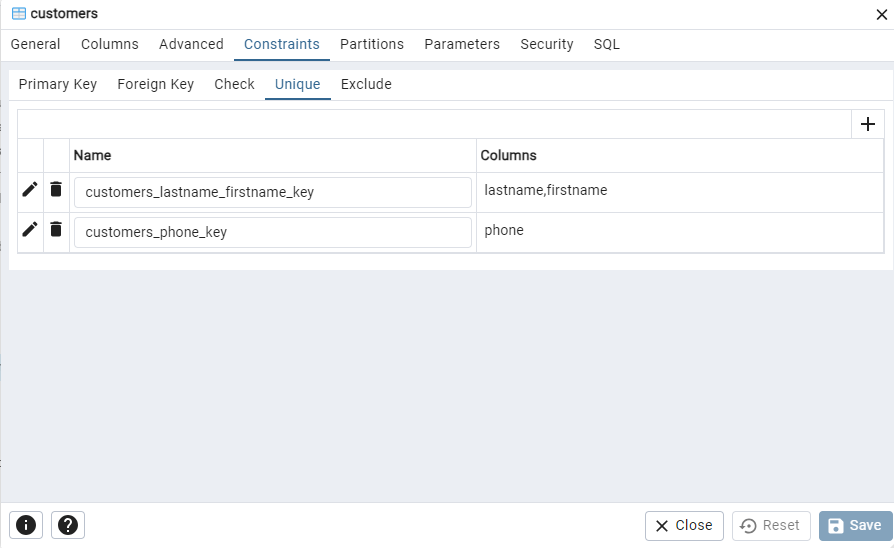 customers
General Columns Advanced Constraints Partitions Parameters Security SQL
Primary Key Foreign Key Check Unique Exclude
Name Columns
customers_lastname_firstname_key lastname,firstname
customers_phone_key phone
Close Reset Save